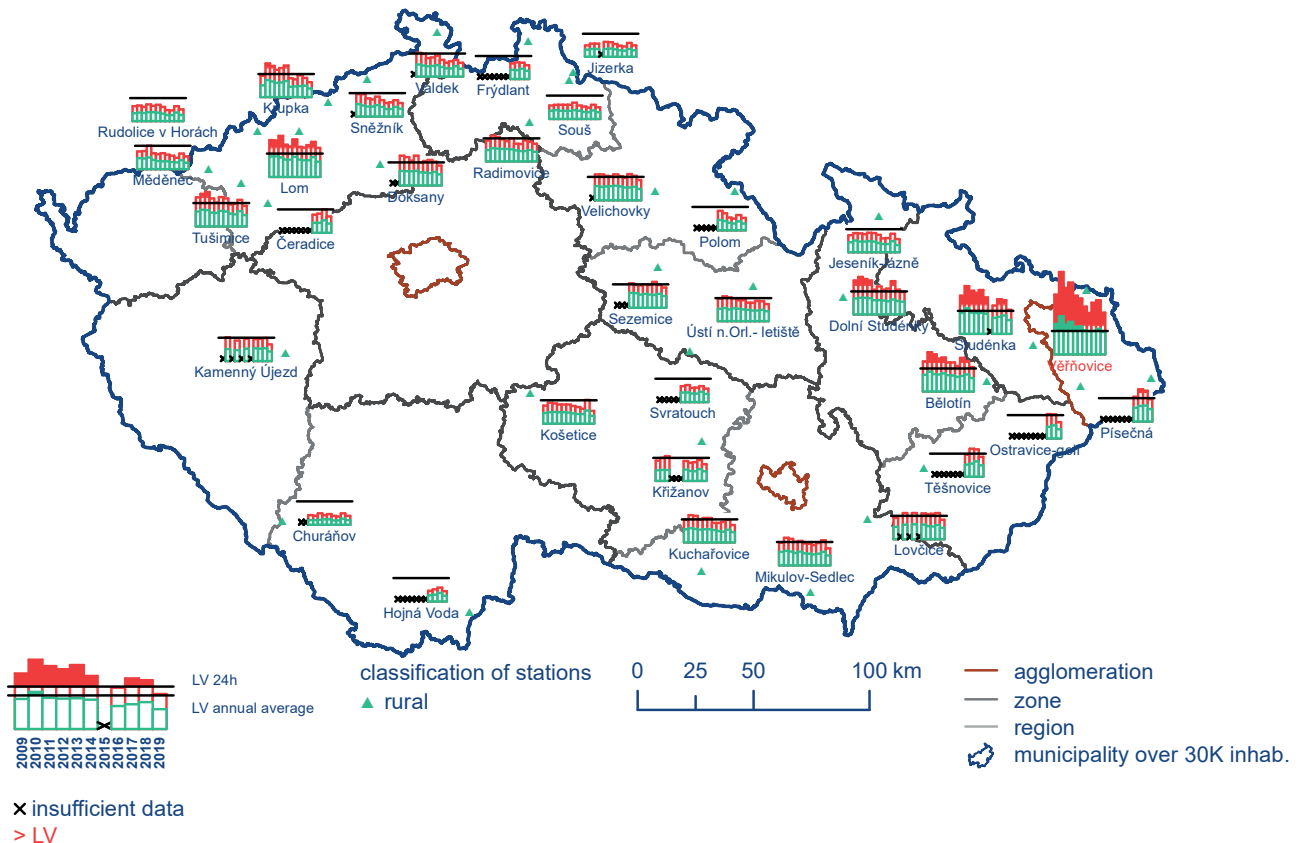 Jizerka
Valdek
Frýdlant
Krupka
Sněžník
Souš
Rudolice v Horách
Radimovice
Měděnec
Lom
Doksany
Velichovky
Tušimice
Čeradice
Polom
Jeseník-lázně
Sezemice
Ústí n.Orl.- letiště
Dolní Studénky
Studénka
Věřňovice
Kamenný Újezd
Svratouch
Bělotín
Košetice
Písečná
Ostravice-golf
Křižanov
Těšnovice
Churáňov
Kuchařovice
Lovčice
Mikulov-Sedlec
Hojná Voda
LV 24h
LV annual average
2009
2010
2011
2012
2013
2014
2015
2016
2017
2018
2019
insufficient data
> LV
classification of stations
rural
0 25 50 100 km
agglomeration
zone
region
municipality over 30K inhab.